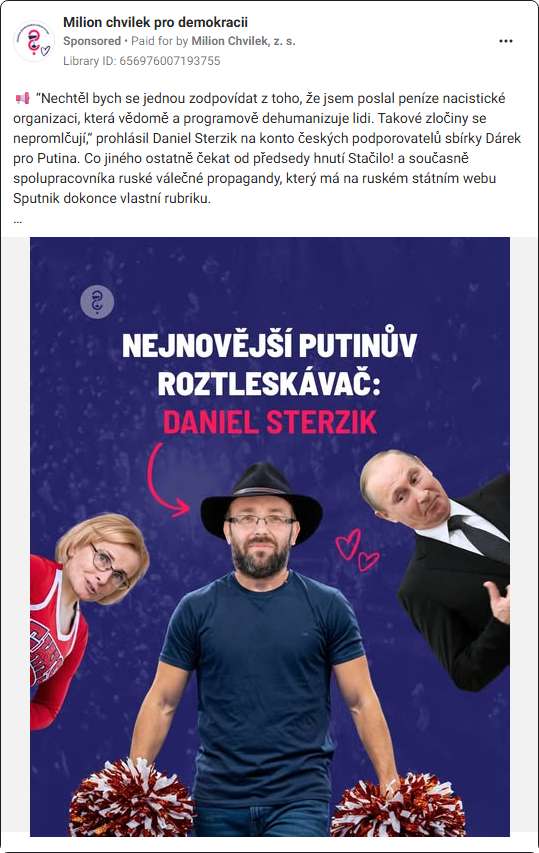 Milion chvilek pro demokracii
Sponsored • Paid for by Milion Chvilek, z. s.
Library ID: 656976007193755
"Nechtěl bych se jednou zodpovídat z toho, že jsem poslal peníze nacistické
organizaci, která vědomě a programově dehumanizuje lidi. Takové zločiny se
nepromlčují,“ prohlásil Daniel Sterzik na konto českých podporovatelů sbírky Dárek
pro Putina. Co jiného ostatně čekat od předsedy hnutí Stačilo! a současně
spolupracovníka ruské válečné propagandy, který má na ruském státním webu
Sputnik dokonce vlastní rubriku.
...
NEJNOVĚJŠÍ PUTINŮV
ROZTLESKÁVAČ:
DANIEL STERZIK